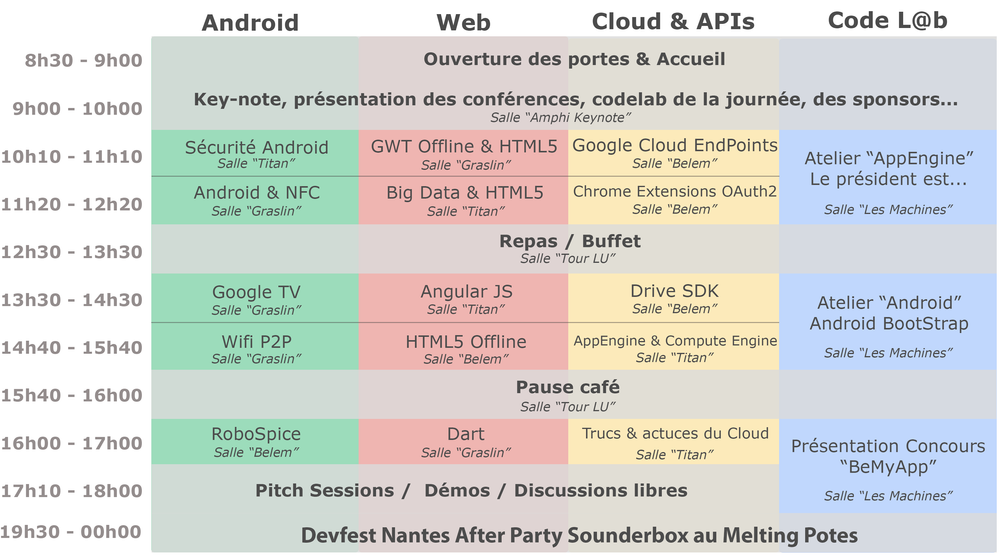 Android Web Cloud & APIs Code L@b
8h30 - 9h00 Ouverture des portes & Accueil
9h00 - 10h00 Key-note, présentation des conférences, codelab de la journée, des sponsors...
Salle “Amphi Keynote”
10h10 - 11h10 Sécurité Android GWT Offline & HTML5 Google Cloud EndPoints
Salle “Titan” Salle “Graslin” Salle “Belem”
Atelier “AppEngine”
Le président est...
Salle “Les Machines”
11h20 - 12h20 Android & NFC Big Data & HTML5 Chrome Extensions OAuth2
Salle “Graslin” Salle “Titan” Salle “Belem”
12h30 - 13h30 Repas / Buffet
Salle “Tour LU”
13h30 - 14h30 Google TV Angular JS Drive SDK
Salle “Graslin” Salle “Titan” Salle “Belem”
Atelier “Android”
Android BootStrap
Salle “Les Machines”
14h40 - 15h40 Wifi P2P HTML5 Offline AppEngine & Compute Engine
Salle “Graslin” Salle “Belem” Salle “Titan”
15h40 - 16h00 Pause café
Salle “Tour LU”
16h00 - 17h00 RoboSpice Dart Trucs & actuces du Cloud
Salle “Belem” Salle “Graslin” Salle “Titan”
Présentation Concours
“BeMyApp”
Salle “Les Machines”
17h10 - 18h00 Pitch Sessions / Démos / Discussions libres
19h30 - 00h00 Devfest Nantes After Party Sounderbox au Melting Potes